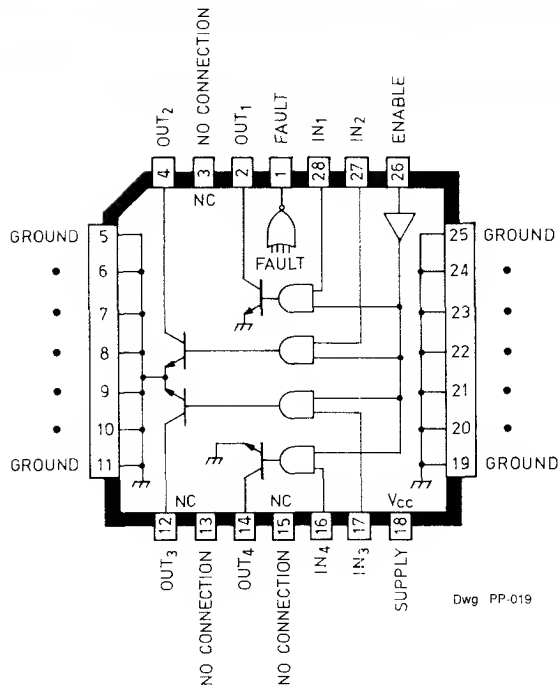 OUT2
NO CONNECTION
OUT1
FAULT
IN1
IN2
ENABLE
4
3
2
1
28
27
26
NC
GROUND
5
6
7
8
9
10
11
GROUND
FAULT
25
GROUND
24
23
22
21
20
19
GROUND
NC
NC
VCC
12
13
14
15
16
17
18
OUT3
NO CONNECTION
OUT4
NO CONNECTION
IN4
IN3
SUPPLY
Dwg PP-019